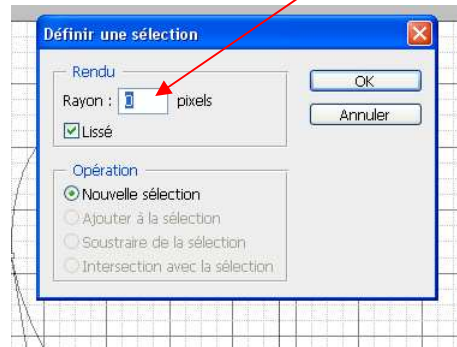 Définir une sélection
Rendu
Rayon : 0 pixels
Lissé
Opération
Nouvelle sélection
Ajouter à la sélection
Soustraire de la sélection
Intersection avec la sélection
OK
Annuler